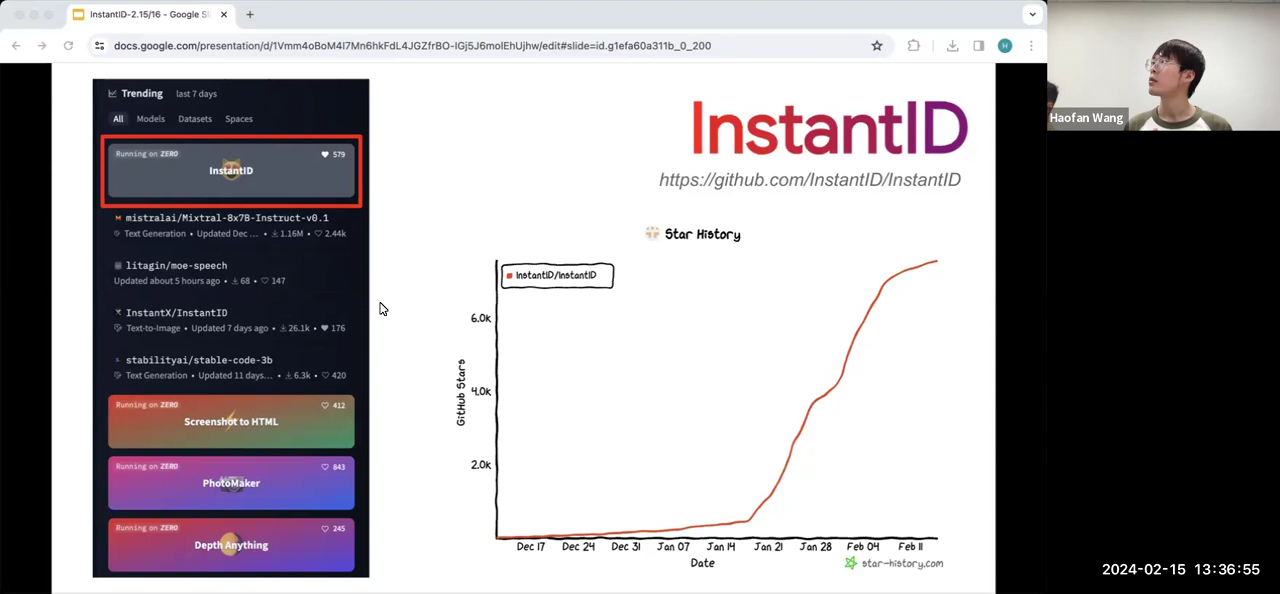 InstantID-2.15/16 - Google Sl
docs.google.com/presentation/d/1Vmm4oBoM4l7Mn6hkFdL4JGZfrBO-IGj5J6molEhUjhw/edit#slide=id.g1efa60a311b_0_200
H
Trending last 7 days
All Models Datasets Spaces
Running on ZERO 579
InstantID
mistralai/Mixtral-8x7B-Instruct-v0.1
Text Generation • Updated Dec ... • 1.16M • 2.44k
litagin/moe-speech
Updated about 5 hours ago • 68 • 147
InstantX/InstantID
Text-to-Image • Updated 7 days ago • 26.1k • 176
stabilityai/stable-code-3b
Text Generation • Updated 11 days... • 6.3k • 420
Running on ZERO 412
Screenshot to HTML
Running on ZERO 843
PhotoMaker
Running on ZERO 245
Depth Anything
InstantID
https://github.com/InstantID/InstantID
Star History
InstantID/InstantID
GitHub Stars
6.0k
4.0k
2.0k
Dec 17 Dec 24 Dec 31 Jan 07 Jan 14 Jan 21 Jan 28 Feb 04 Feb 11
Date
star-history.com
Haofan Wang
2024-02-15 13:36:55